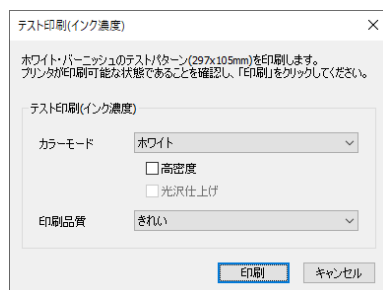 テスト印刷(インク濃度)
ホワイト・バーニッシュのテストパターン(297x105mm)を印刷します。
プリンタが印刷可能な状態であることを確認し、「印刷」をクリックしてください。
テスト印刷(インク濃度)
カラーモード ホワイト
高密度
光沢仕上げ
印刷品質 きれい
印刷 キャンセル